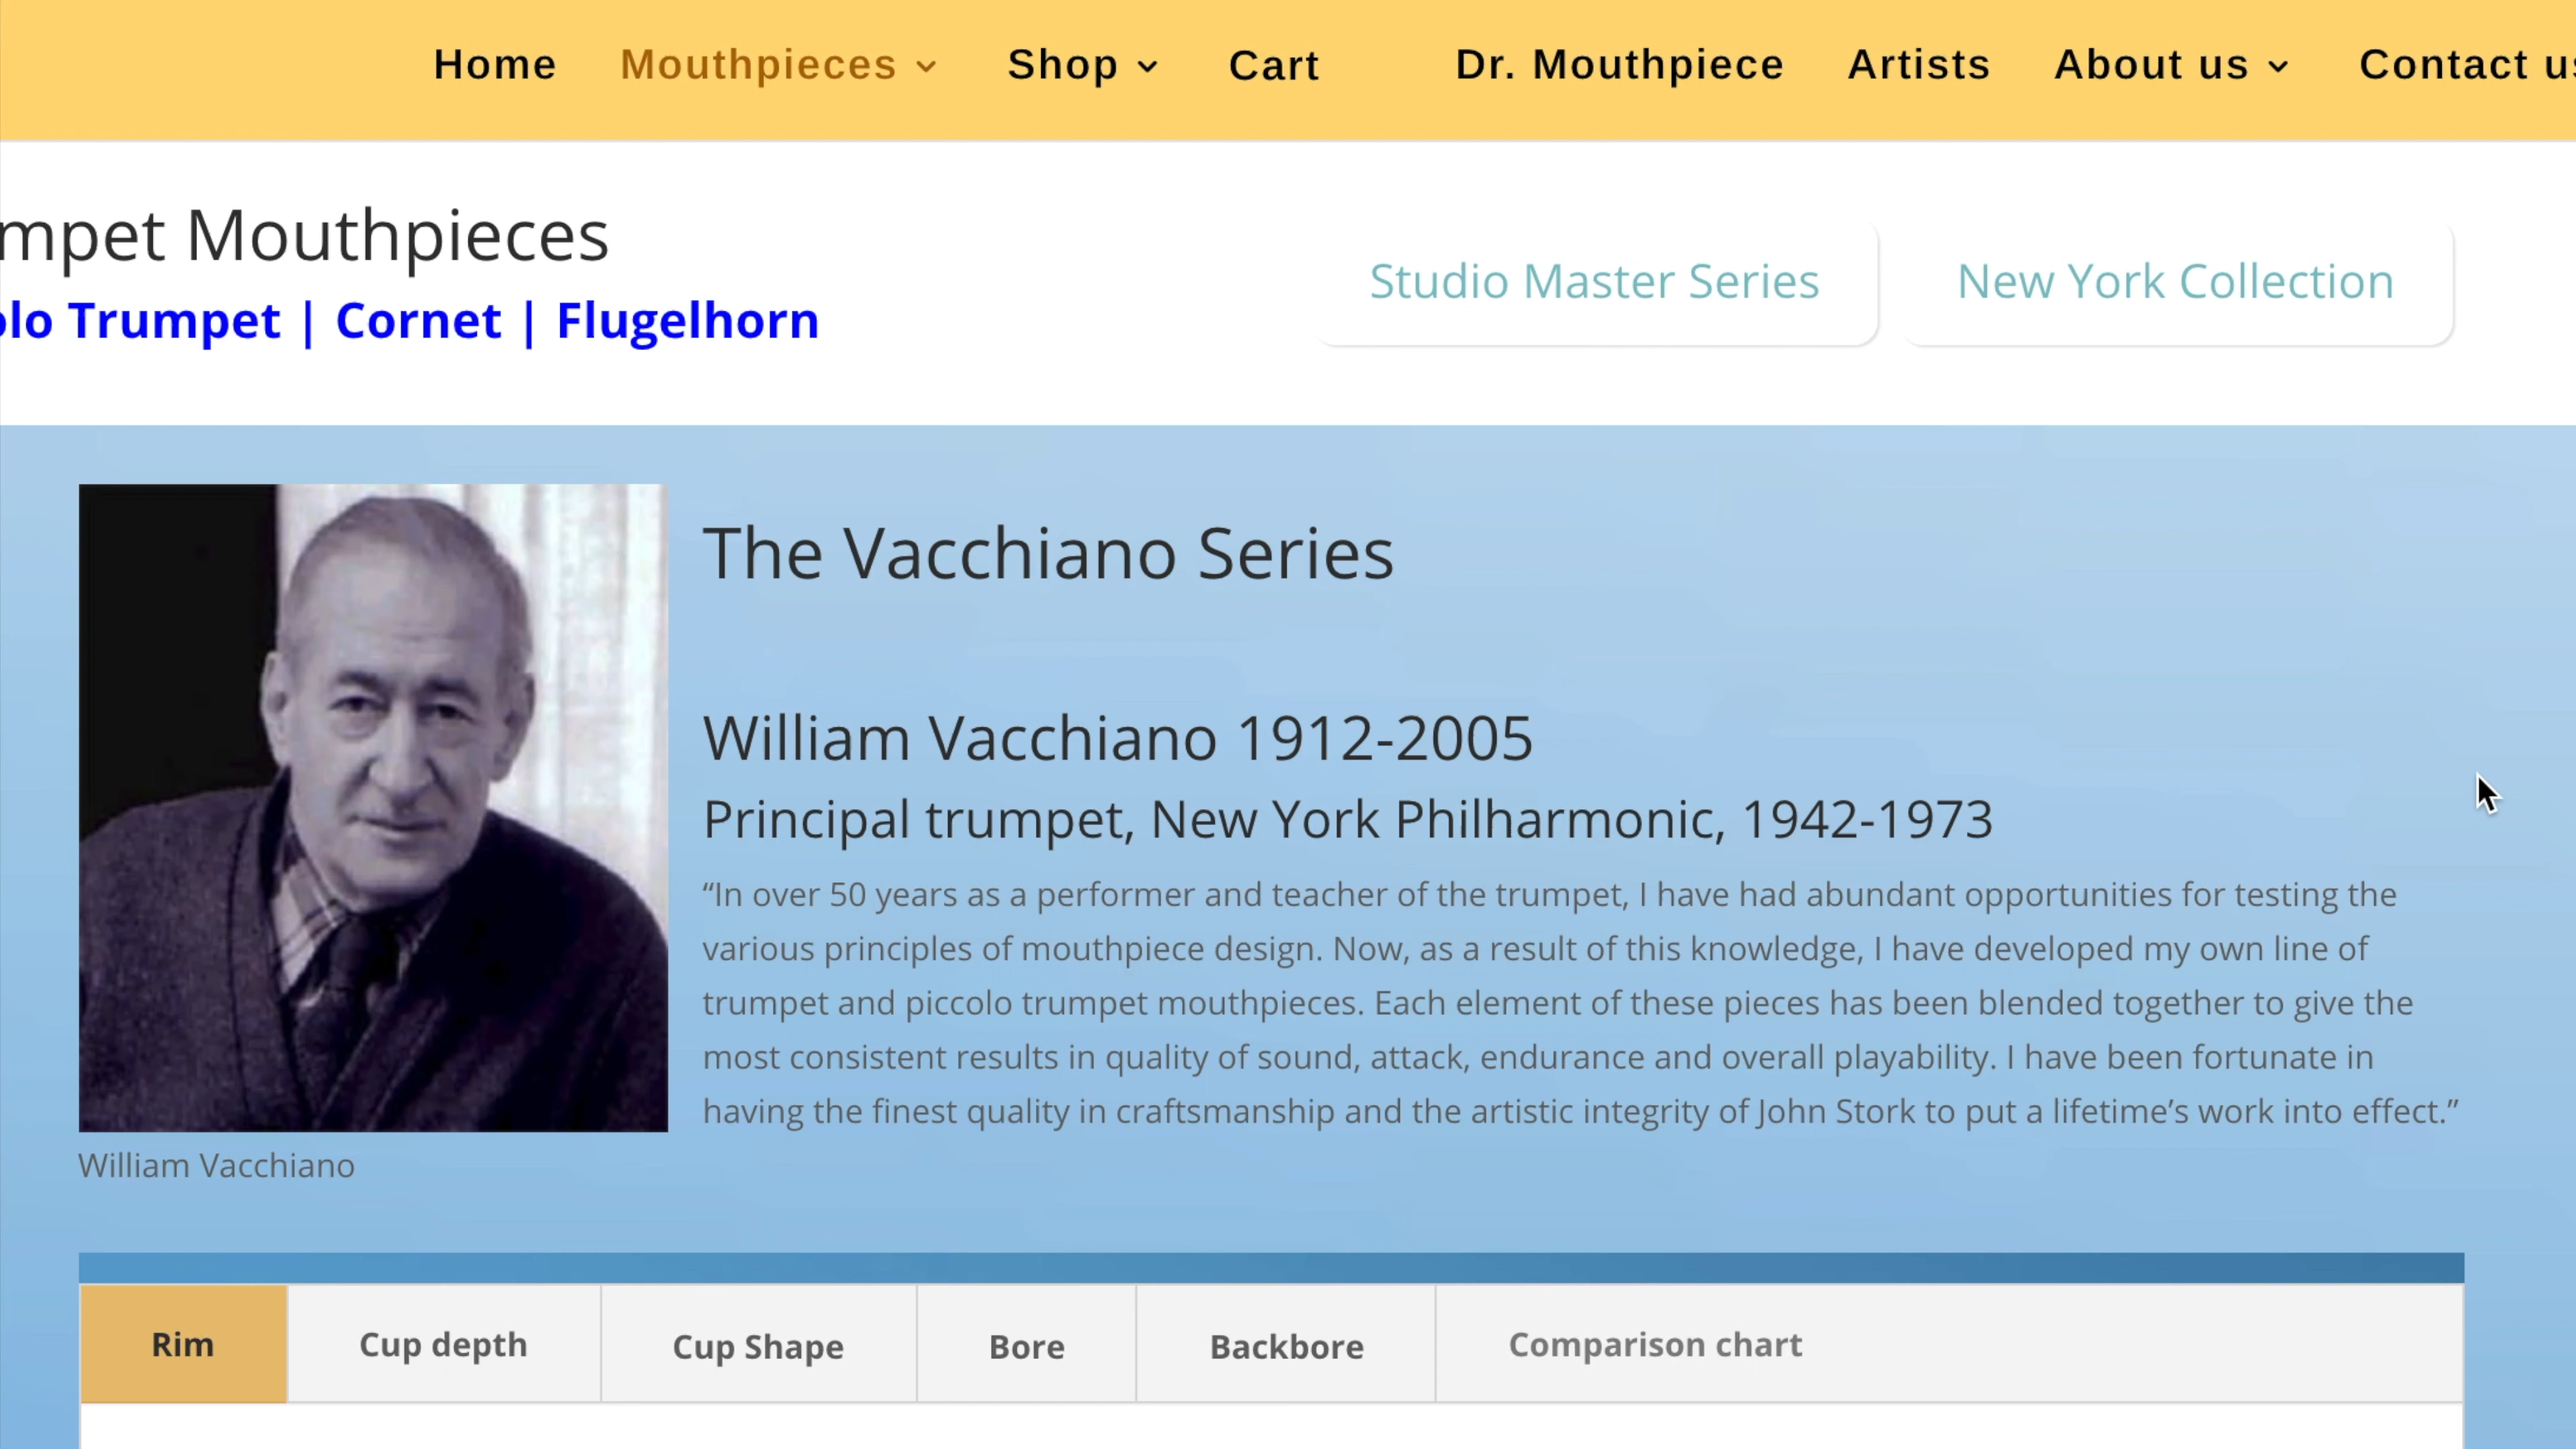 Home Mouthpieces Shop Cart Dr. Mouthpiece Artists About us Contact us
Trumpet Mouthpieces
Trumpet | Cornet | Flugelhorn
Studio Master Series
New York Collection
The Vacchiano Series
William Vacchiano 1912-2005
Principal trumpet, New York Philharmonic, 1942-1973
“In over 50 years as a performer and teacher of the trumpet, I have had abundant opportunities for testing the
various principles of mouthpiece design. Now, as a result of this knowledge, I have developed my own line of
trumpet and piccolo trumpet mouthpieces. Each element of these pieces has been blended together to give the
most consistent results in quality of sound, attack, endurance and overall playability. I have been fortunate in
having the finest quality in craftsmanship and the artistic integrity of John Stork to put a lifetime’s work into effect.”
William Vacchiano
Rim Cup depth Cup Shape Bore Backbore Comparison chart